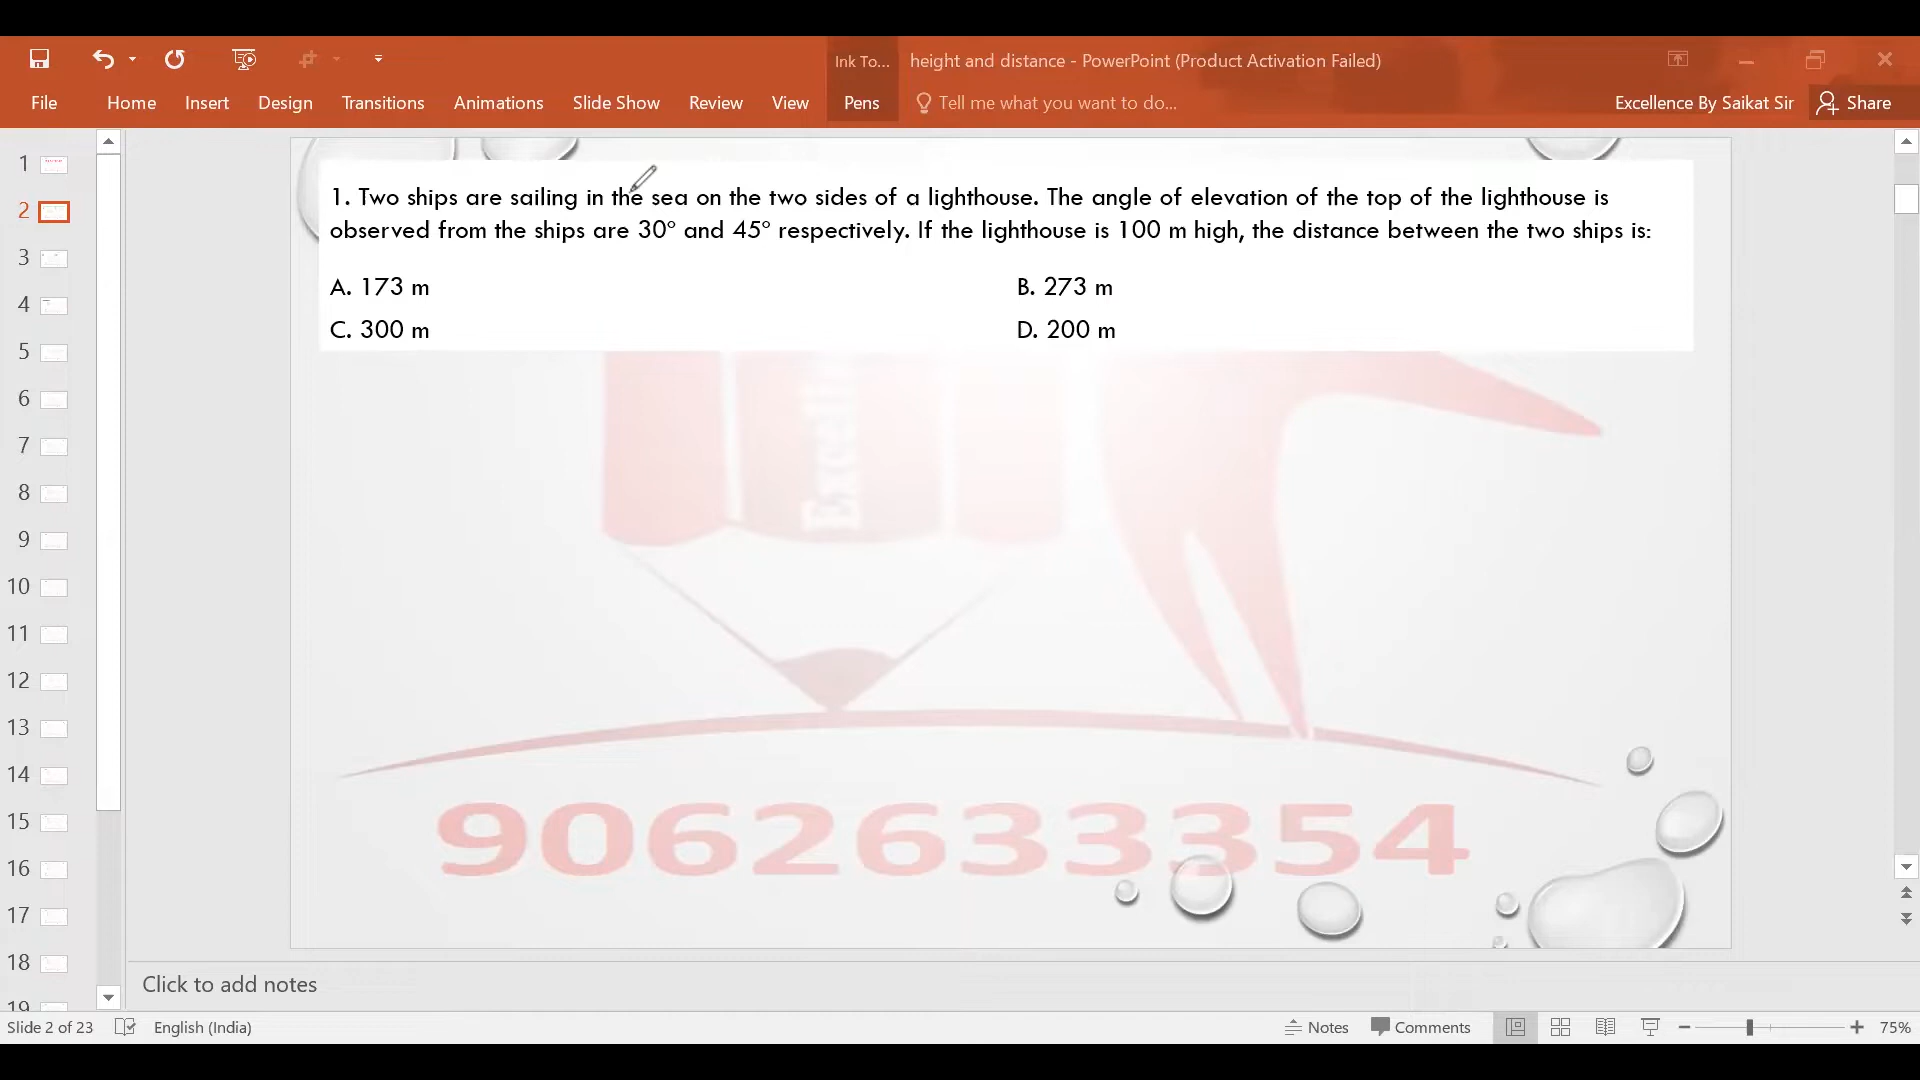 Ink To... height and distance - PowerPoint (Product Activation Failed)
File Home Insert Design Transitions Animations Slide Show Review View Pens Tell me what you want to do... Excellence By Saikat Sir Share
1
2
3
4
5
6
7
8
9
10
11
12
13
14
15
16
17
18
19
1. Two ships are sailing in the sea on the two sides of a lighthouse. The angle of elevation of the top of the lighthouse is
observed from the ships are 30° and 45° respectively. If the lighthouse is 100 m high, the distance between the two ships is:
A. 173 m B. 273 m
C. 300 m D. 200 m
9062633354
Click to add notes
Slide 2 of 23 English (India) Notes Comments 75%